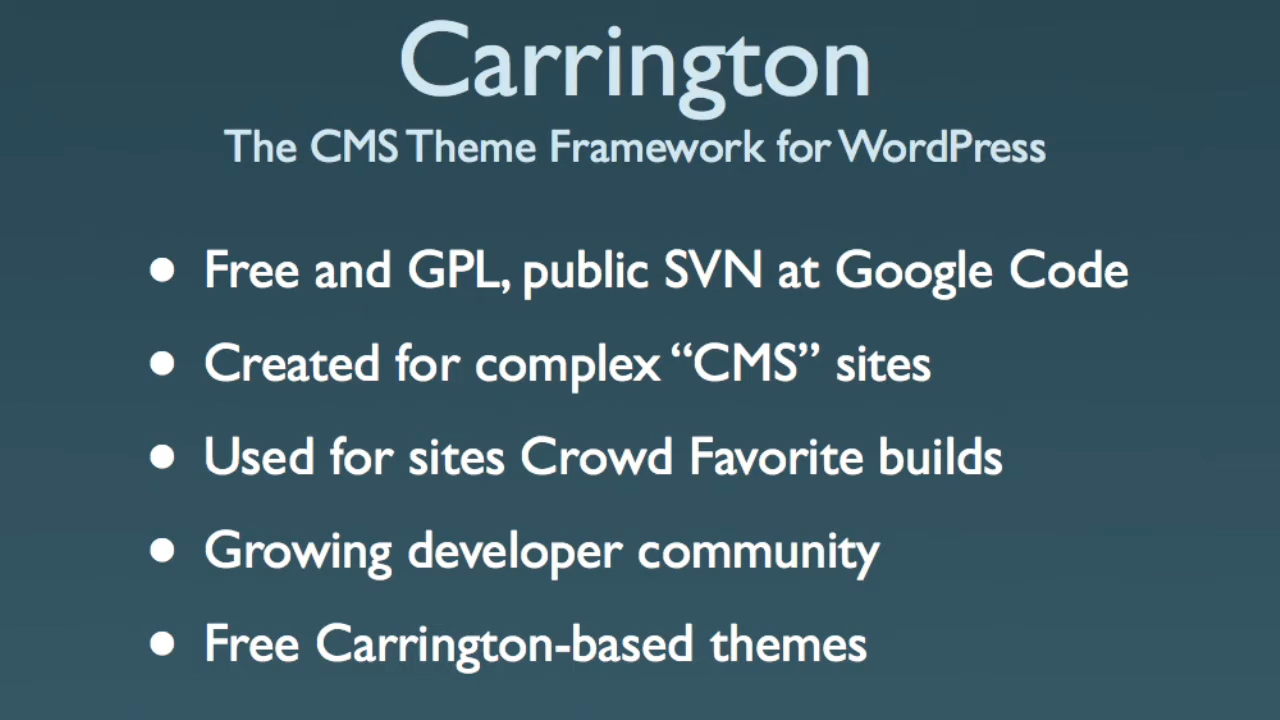 Carrington
The CMS Theme Framework for WordPress
• Free and GPL, public SVN at Google Code
• Created for complex “CMS” sites
• Used for sites Crowd Favorite builds
• Growing developer community
• Free Carrington-based themes